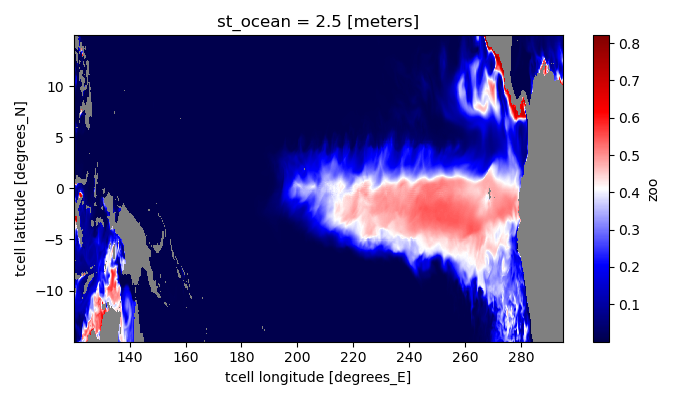 st_ocean = 2.5 [meters]
tcell latitude [degrees_N]
10
5
0
−5
−10
140 160 180 200 220 240 260 280
tcell longitude [degrees_E]
0.8
0.7
0.6
0.5
0.4
0.3
0.2
0.1
zoo